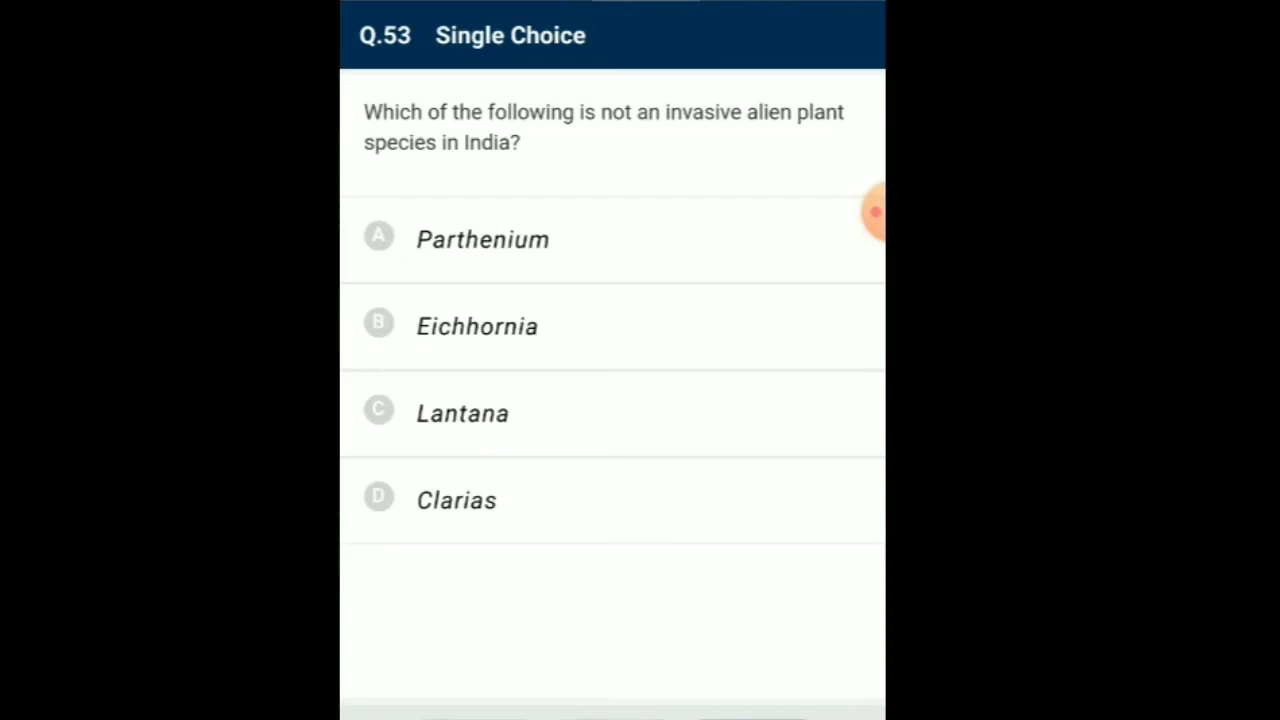 Q.53 Single Choice
Which of the following is not an invasive alien plant
species in India?
A Parthenium
B Eichhornia
C Lantana
D Clarias